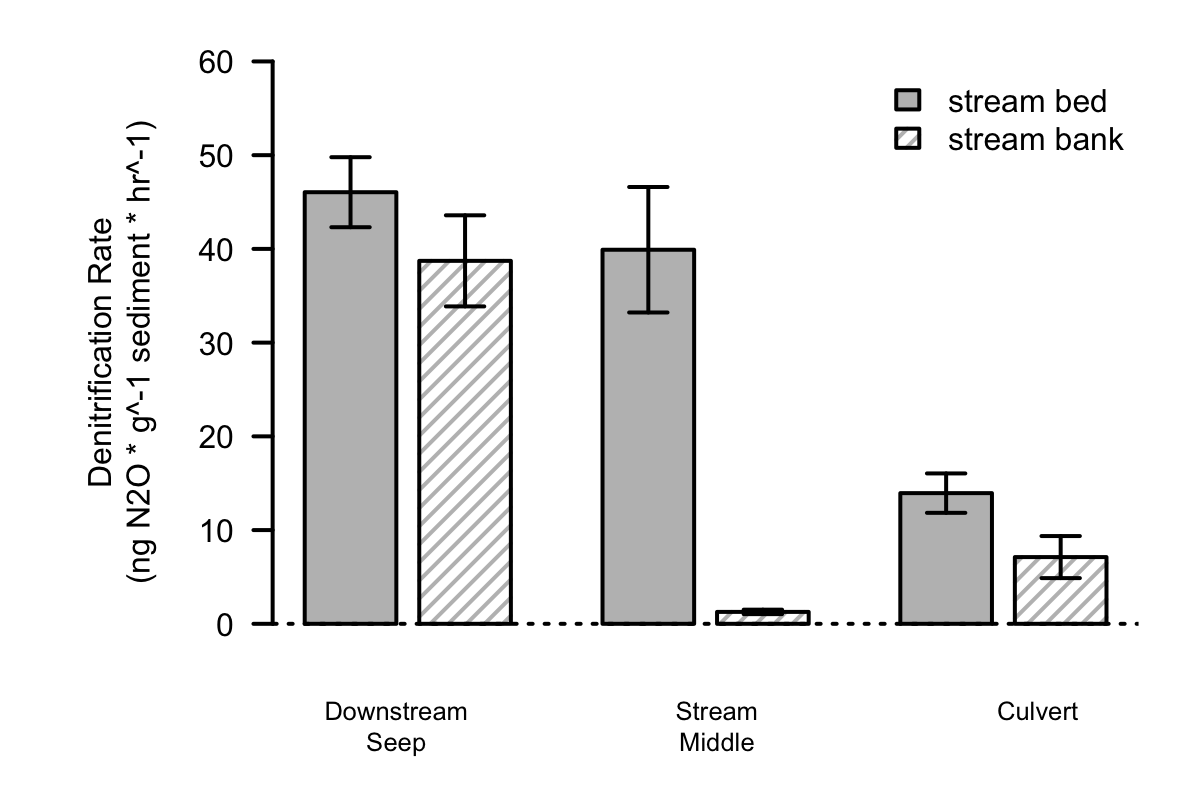 60
50
40
30
20
10
0
Denitrification Rate
(ng N2O * g^-1 sediment * hr^-1)
stream bed
stream bank
Downstream
Seep
Stream
Middle
Culvert